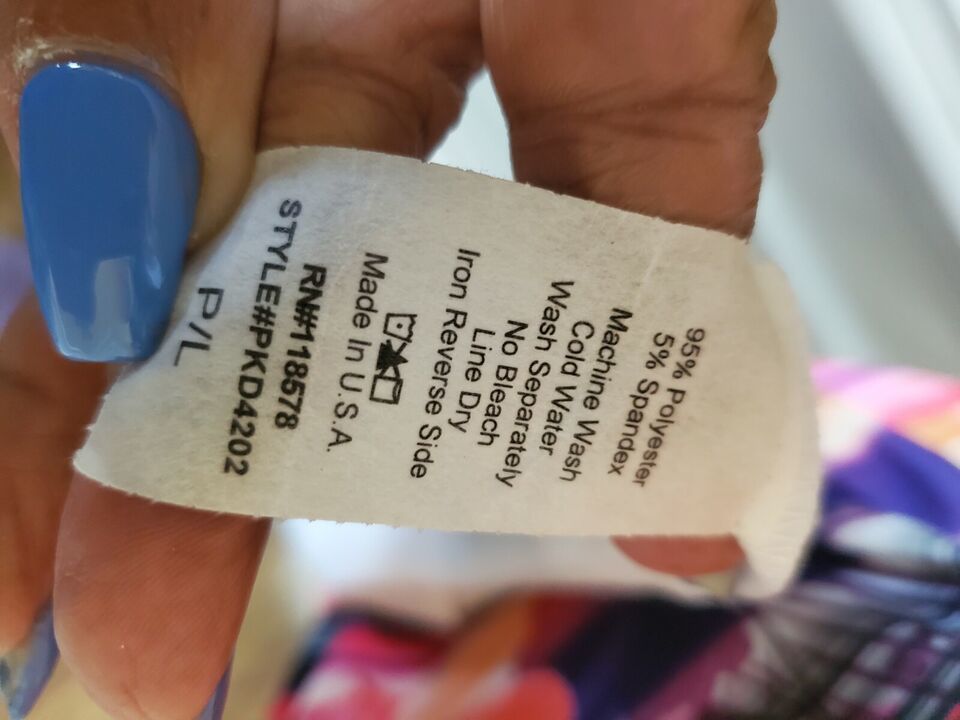 95% Polyester
5% Spandex
Machine Wash
Cold Water
Wash Separately
No Bleach
Line Dry
Iron Reverse Side
Made In U.S.A.
RN#118578
STYLE#PKD4202
P/L